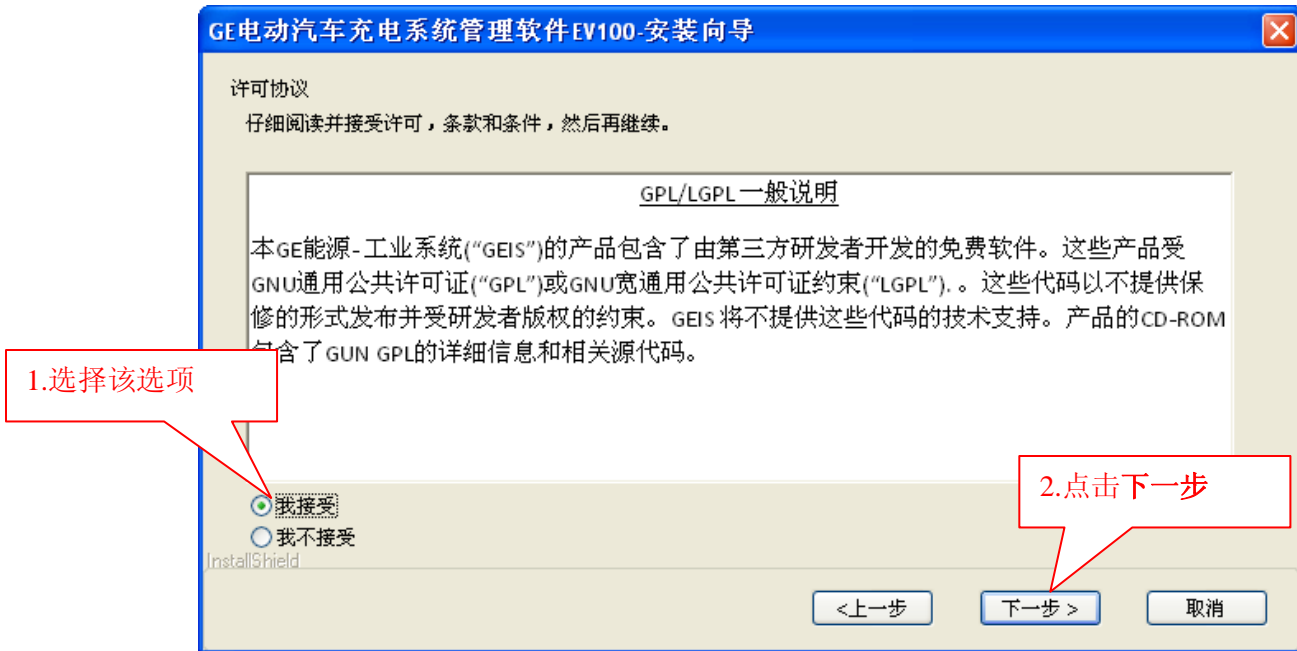 GE电动汽车充电系统管理软件EV100-安装向导
许可协议
仔细阅读并接受许可，条款和条件，然后再继续。
GPL/LGPL一般说明
本GE能源-工业系统(“GEIS”)的产品包含了由第三方研发者开发的免费软件。这些产品受
GNU通用公共许可证(“GPL”)或GNU宽通用公共许可证约束(“LGPL”).。这些代码以不提供保
修的形式发布并受研发者版权的约束。GEIS 将不提供这些代码的技术支持。产品的CD-ROM
包含了GUN GPL的详细信息和相关源代码。
1.选择该选项
2.点击下一步
我接受
我不接受
InstallShield
<上一步
下一步 >
取消